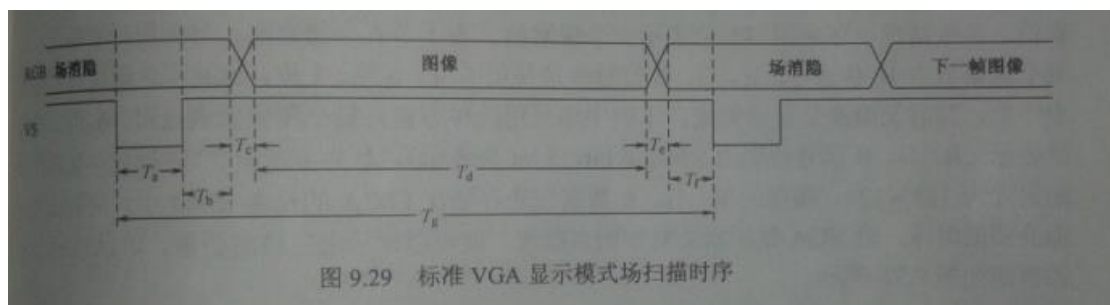 RGB 场消隐 图像 场消隐 下一帧图像
VS
Ta Tc Td Te
Tb Tf
Tg
图 9.29 标准 VGA 显示模式场扫描时序